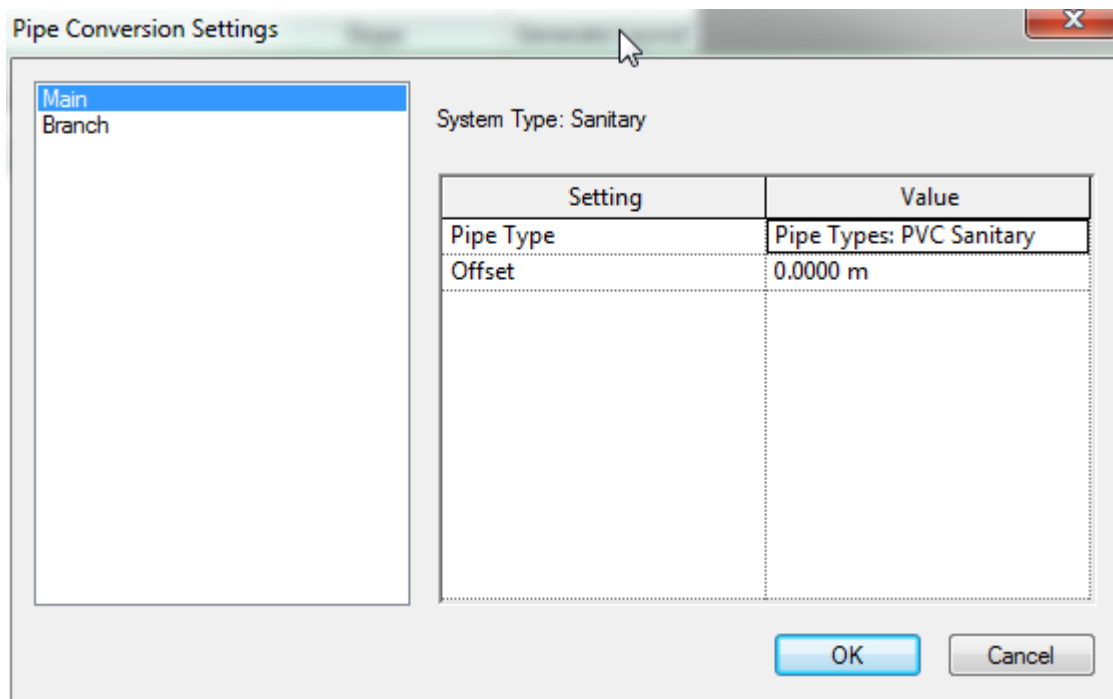 Pipe Conversion Settings
Main
Branch
System Type: Sanitary
Setting Value
Pipe Type Pipe Types: PVC Sanitary
Offset 0.0000 m
OK Cancel